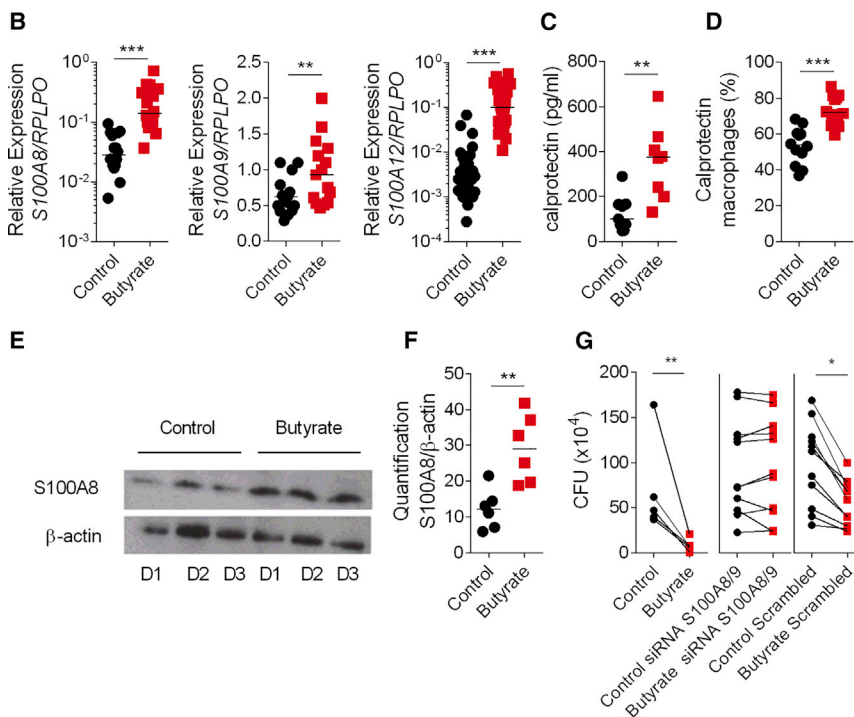 B
Relative Expression
S100A8/RPLPO
10⁰
10⁻¹
10⁻²
10⁻³
***
Control
Butyrate
Relative Expression
S100A9/RPLPO
2.5
2.0
1.5
1.0
0.5
0.0
**
Control
Butyrate
Relative Expression
S100A12/RPLPO
10⁰
10⁻¹
10⁻²
10⁻³
10⁻⁴
***
Control
Butyrate
C
calprotectin (pg/ml)
800
600
400
200
0
**
Control
Butyrate
D
Calprotectin
macrophages (%)
100
80
60
40
20
0
***
Control
Butyrate
E
Control
Butyrate
S100A8
β-actin
D1 D2 D3 D1 D2 D3
F
Quantification
S100A8/β-actin
50
40
30
20
10
0
**
Control
Butyrate
G
CFU (x10⁴)
200
150
100
50
0
**
*
Control
Butyrate
Control siRNA S100A8/9
Butyrate siRNA S100A8/9
Control Scrambled
Butyrate Scrambled